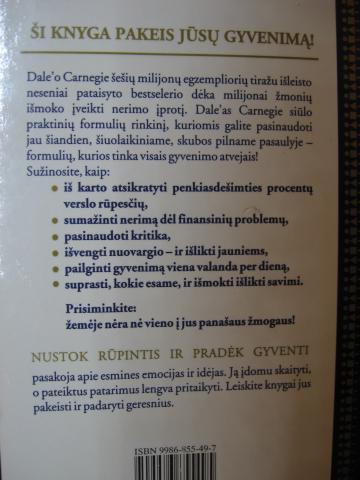 ŠI KNYGA PAKEIS JŪSŲ GYVENIMĄ!
Dale'o Carnegie šešių milijonų egzempliorių tiražu išleisto
neseniai pataisyto bestselerio dėka milijonai žmonių
išmoko įveikti nerimo įprotį. Dale'as Carnegie siūlo
praktinių formulių rinkinį, kuriomis galite pasinaudoti
jau šiandien, šiuolaikiniame, skubos pilname pasaulyje –
formulių, kurios tinka visais gyvenimo atvejais!
Sužinosite, kaip:
• iš karto atsikratyti penkiasdešimties procentų
verslo rūpesčių,
• sumažinti nerimą dėl finansinių problemų,
• pasinaudoti kritika,
• išvengti nuovargio – ir išlikti jauniems,
• pailginti gyvenimą viena valanda per dieną,
• suprasti, kokie esame, ir išmokti išlikti savimi.
Prisiminkite:
žemėje nėra nė vieno į jus panašaus žmogaus!
NUSTOK RŪPINTIS IR PRADĖK GYVENTI
pasakoja apie esmines emocijas ir idėjas. Ją įdomu skaityti,
o pateiktus patarimus lengva pritaikyti. Leiskite knygai jus
pakeisti ir padaryti geresnius.
ISBN 9986-855-49-7